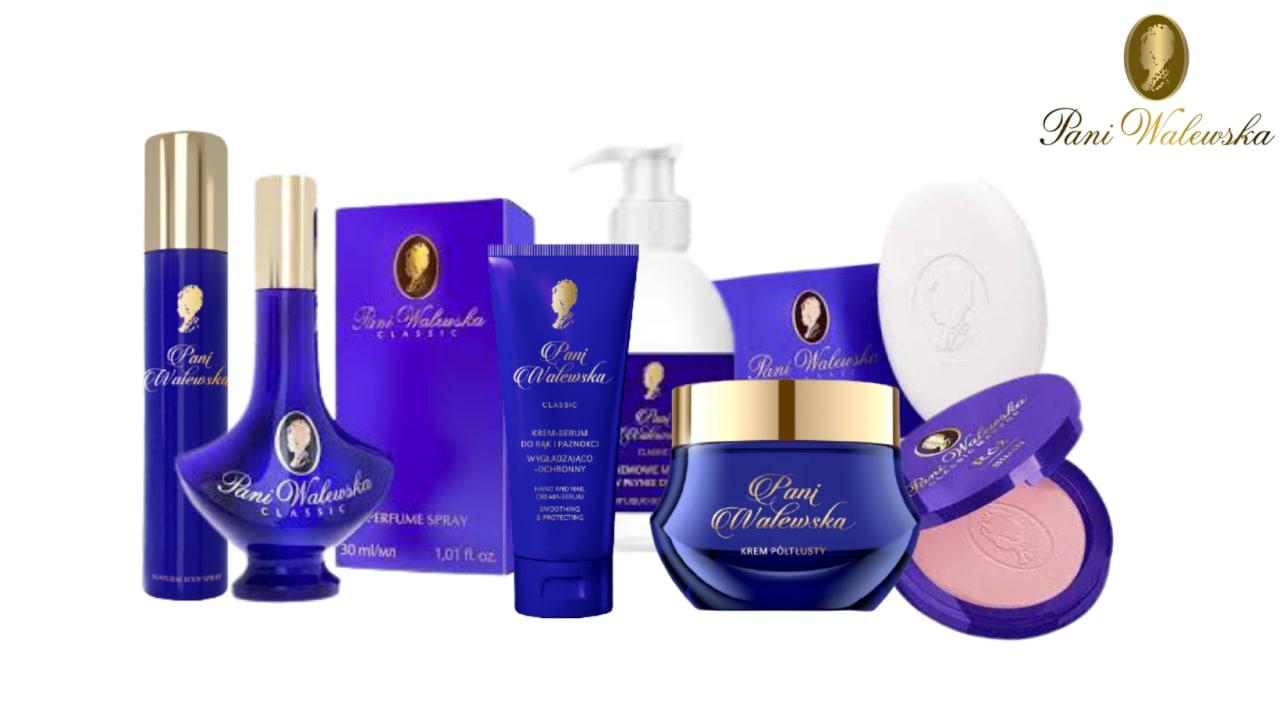 Pani Walewska
Pani
Walewska
NATURAL BODY SPRAY
Pani Walewska
CLASSIC
Pani Walewska
CLASSIC
PERFUME SPRAY
30 ml/мл 1,01 fl. oz.
Pani
Walewska
CLASSIC
KREM-SERUM
DO RĄK I PAZNOKCI
WYGŁADZAJĄCO
-OCHRONNY
HAND AND NAIL
CREAM-SERUM
SMOOTHING
& PROTECTING
Pani
CLASSIC
Pani Walewska
Pani
Walewska
KREM PÓŁTŁUSTY
Pani Walewska
Blush